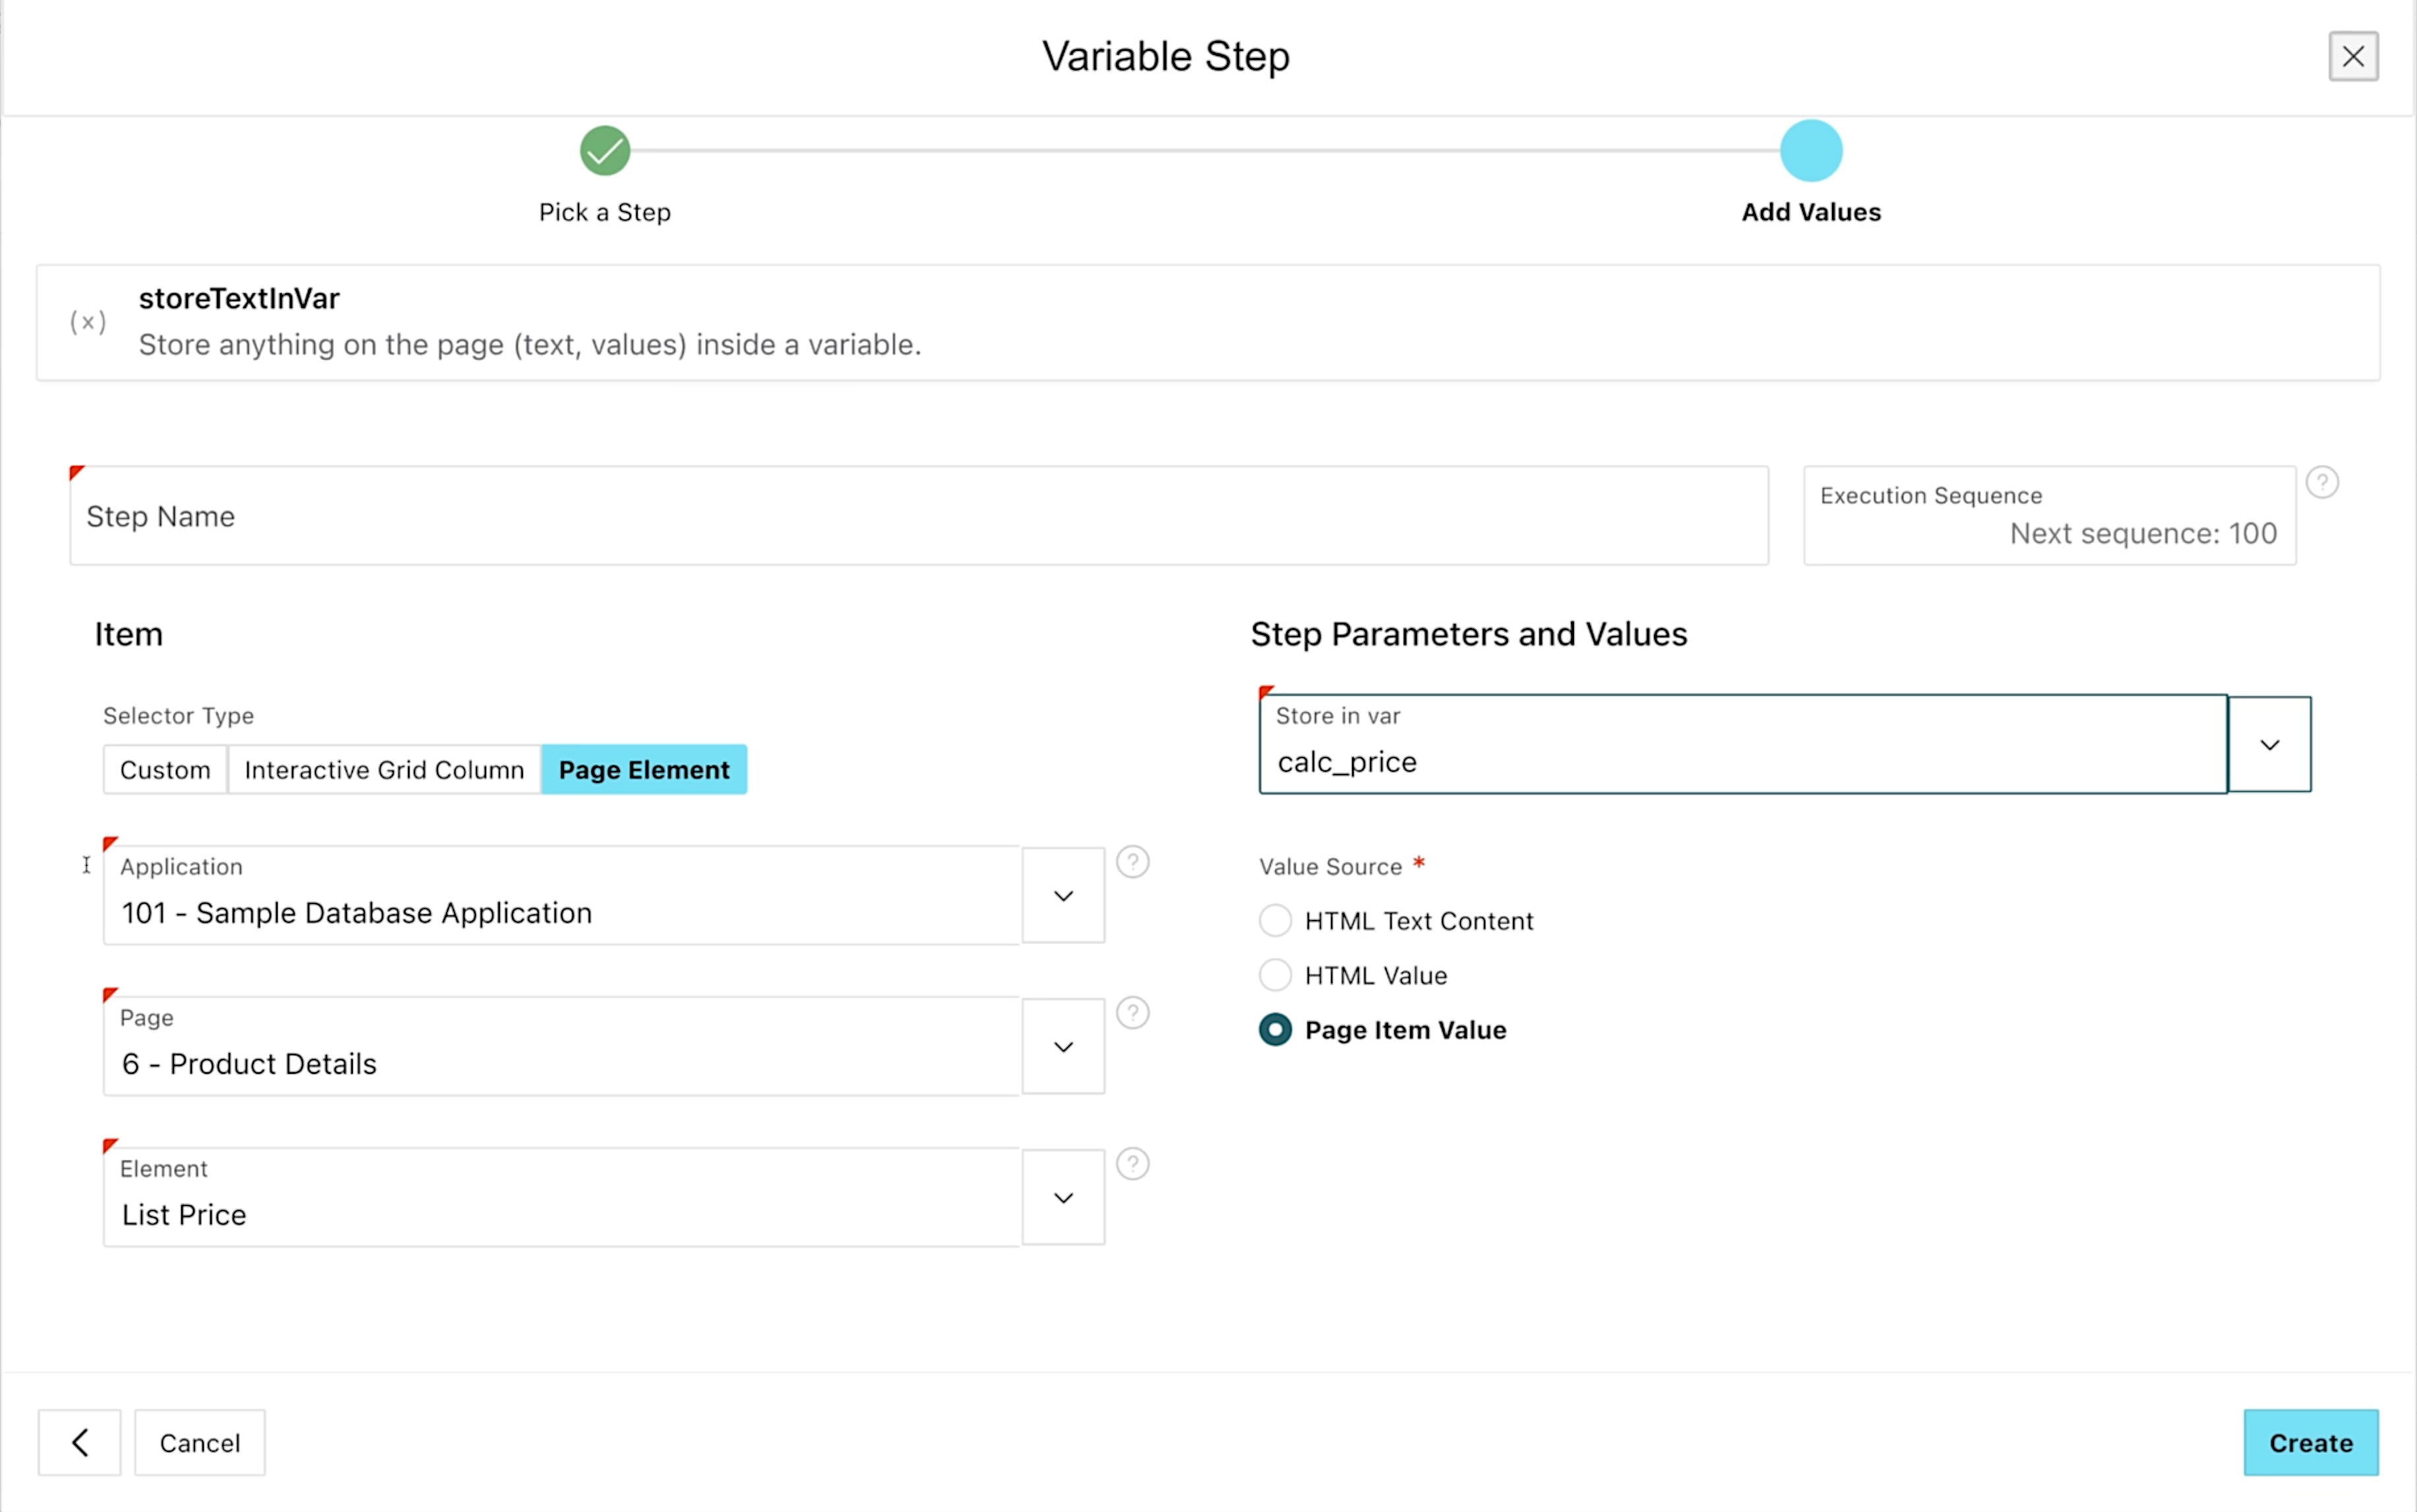 Variable Step
Pick a Step
Add Values
(x)
storeTextInVar
Store anything on the page (text, values) inside a variable.
Step Name
Execution Sequence
Next sequence: 100
?
Item
Selector Type
Custom
Interactive Grid Column
Page Element
Application
101 - Sample Database Application
?
Page
6 - Product Details
?
Element
List Price
?
Step Parameters and Values
Store in var
calc_price
Value Source *
HTML Text Content
HTML Value
Page Item Value
Cancel
Create